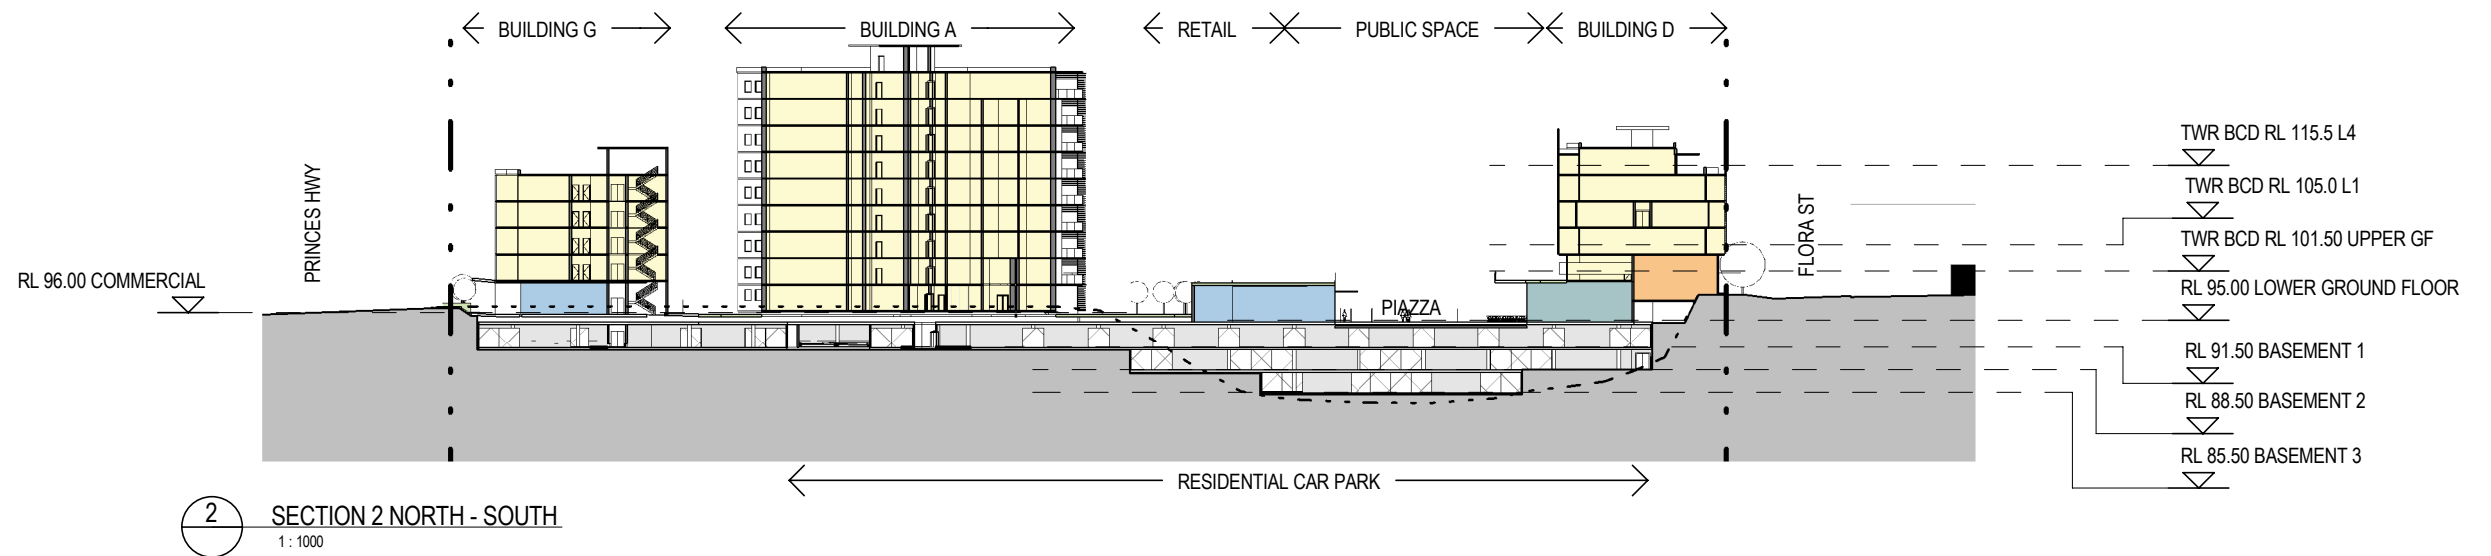 BUILDING G
BUILDING A
RETAIL
PUBLIC SPACE
BUILDING D
TWR BCD RL 115.5 L4
TWR BCD RL 105.0 L1
TWR BCD RL 101.50 UPPER GF
RL 95.00 LOWER GROUND FLOOR
RL 91.50 BASEMENT 1
RL 88.50 BASEMENT 2
RL 85.50 BASEMENT 3
PRINCES HWY
FLORA ST
RL 96.00 COMMERCIAL
PIAZZA
RESIDENTIAL CAR PARK
2
SECTION 2 NORTH - SOUTH
1 : 1000